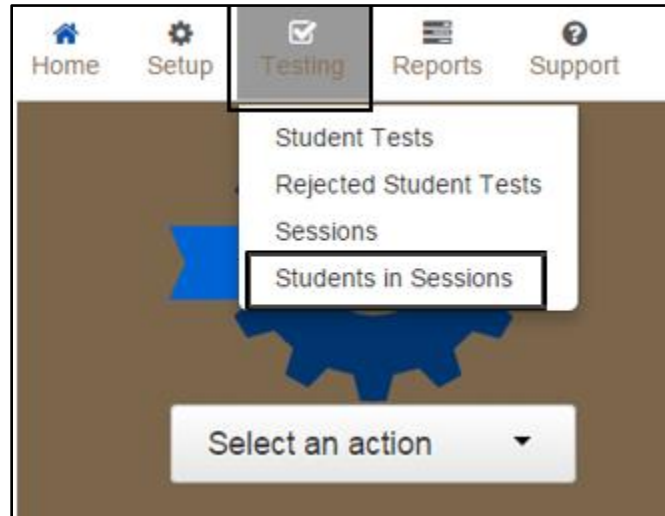 Home Setup Testing Reports Support
Student Tests
Rejected Student Tests
Sessions
Students in Sessions
Select an action